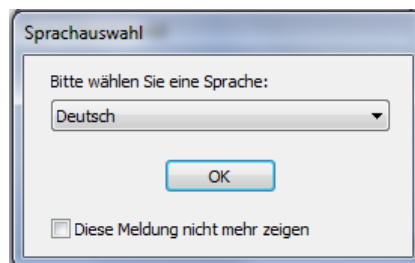 Sprachauswahl
Bitte wählen Sie eine Sprache:
Deutsch
OK
Diese Meldung nicht mehr zeigen